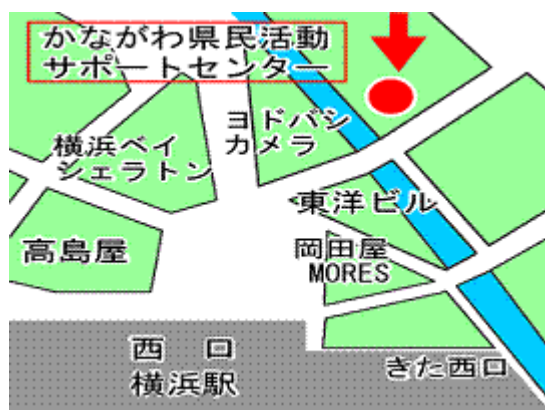 かながわ県民活動
サポートセンター
ヨドバシ
カメラ
横浜ベイ
シェラトン
東洋ビル
高島屋
岡田屋
MORES
西 口
横浜駅
きた西口